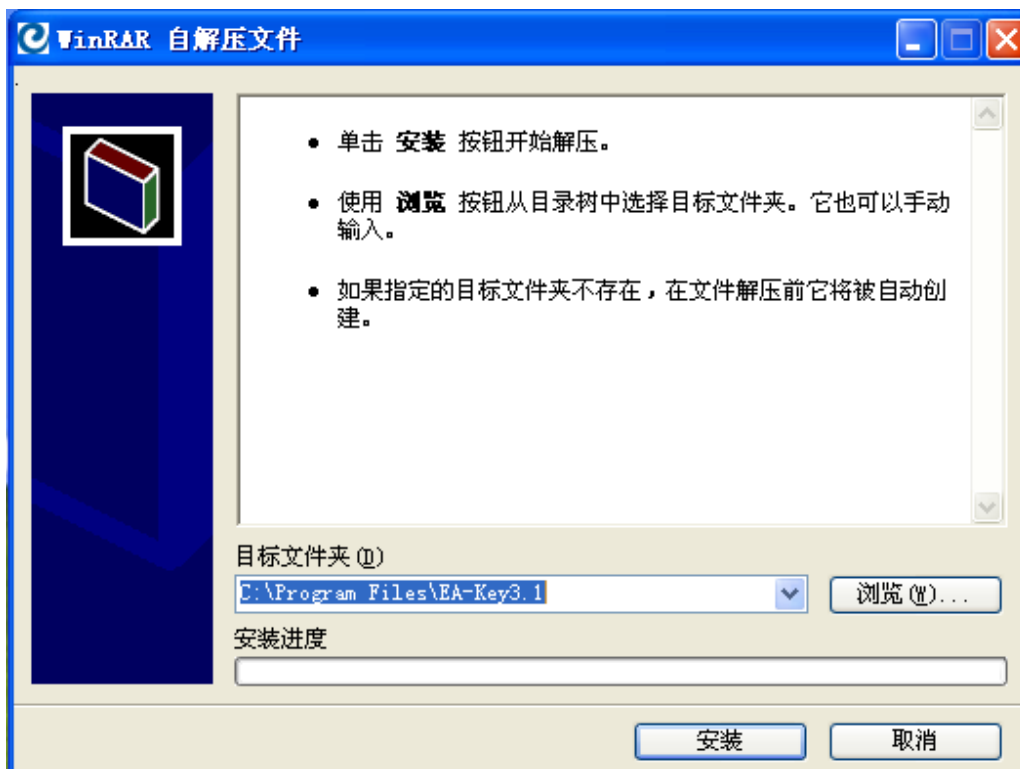 WinRAR 自解压文件
单击 安装 按钮开始解压。
使用 浏览 按钮从目录树中选择目标文件夹。它也可以手动
输入。
如果指定的目标文件夹不存在，在文件解压前它将被自动创
建。
目标文件夹(D)
C:\Program Files\EA-Key3.1
浏览(W)...
安装进度
安装
取消